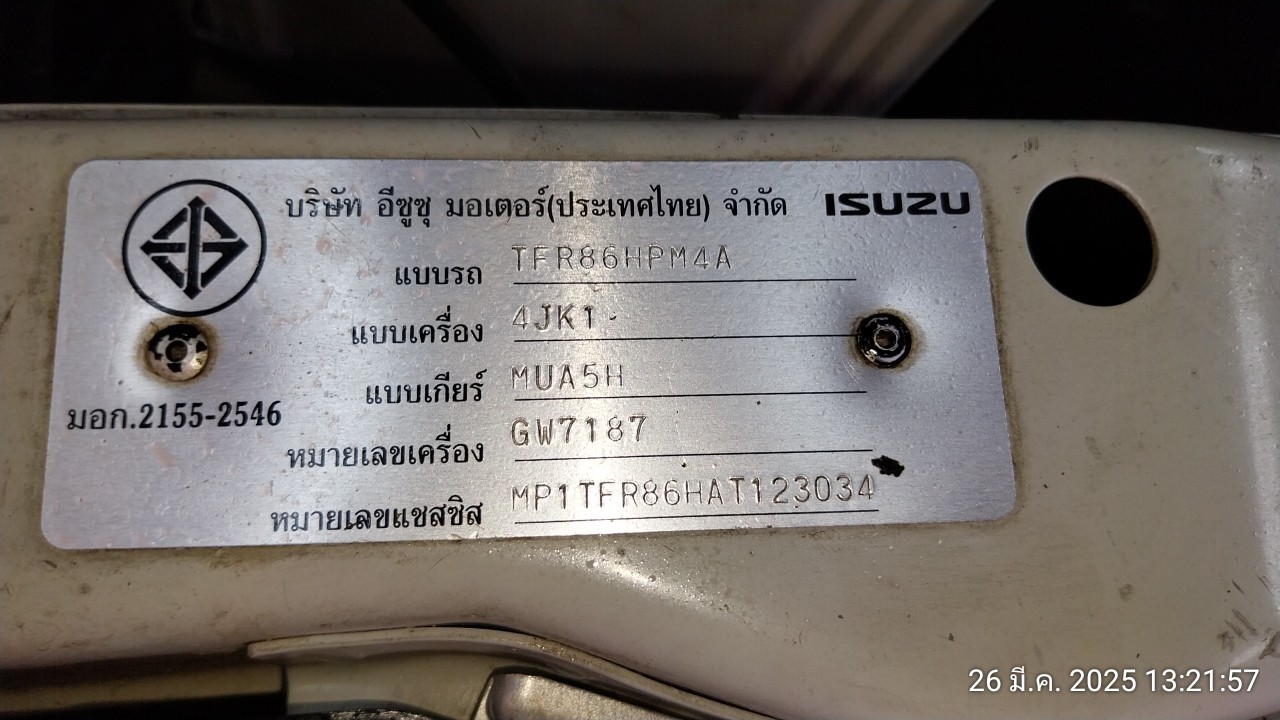 บริษัท อีซูซุ มอเตอร์(ประเทศไทย) จำกัด ISUZU
แบบรถ TFR86HPM4A
แบบเครื่อง 4JK1
แบบเกียร์ MUA5H
มอก.2155-2546
หมายเลขเครื่อง GW7187
หมายเลขแชสซิส MP1TFR86HAT123034
26 มี.ค. 2025 13:21:57